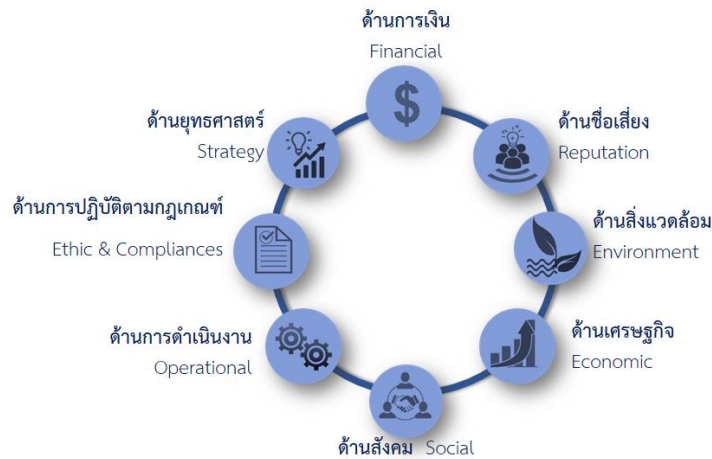 ด้านการเงิน
Financial
ด้านชื่อเสี่ยง
Reputation
ด้านสิ่งแวดล้อม
Environment
ด้านเศรษฐกิจ
Economic
ด้านสังคม Social
ด้านการดำเนินงาน
Operational
ด้านการปฏิบัติตามกฎเกณฑ์
Ethic & Compliances
ด้านยุทธศาสตร์
Strategy